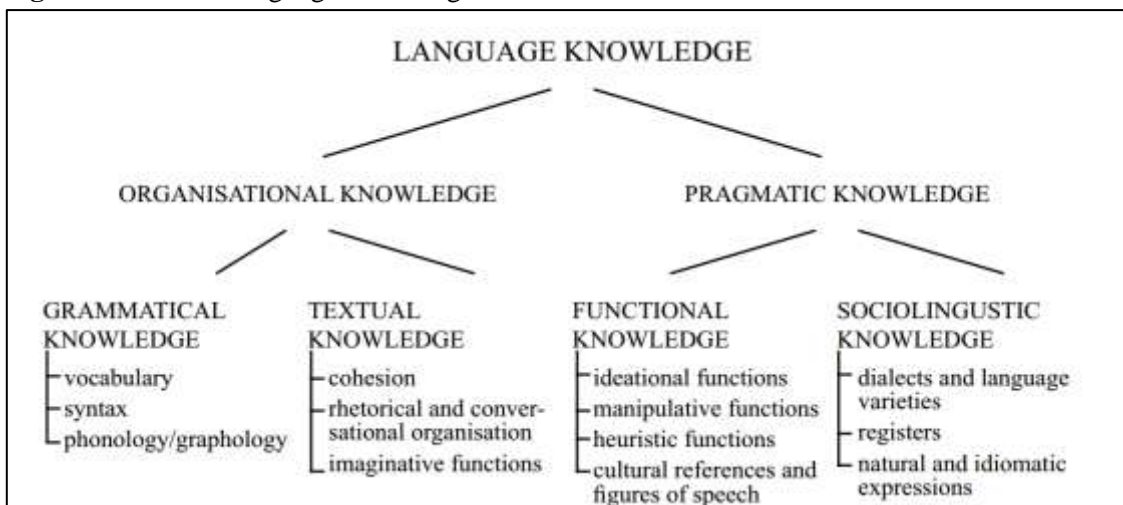 LANGUAGE KNOWLEDGE
ORGANISATIONAL KNOWLEDGE
PRAGMATIC KNOWLEDGE
GRAMMATICAL
KNOWLEDGE
vocabulary
syntax
phonology/graphology
TEXTUAL
KNOWLEDGE
cohesion
rhetorical and conver-
sational organisation
imaginative functions
FUNCTIONAL
KNOWLEDGE
ideational functions
manipulative functions
heuristic functions
cultural references and
figures of speech
SOCIOLINGUSTIC
KNOWLEDGE
dialects and language
varieties
registers
natural and idiomatic
expressions